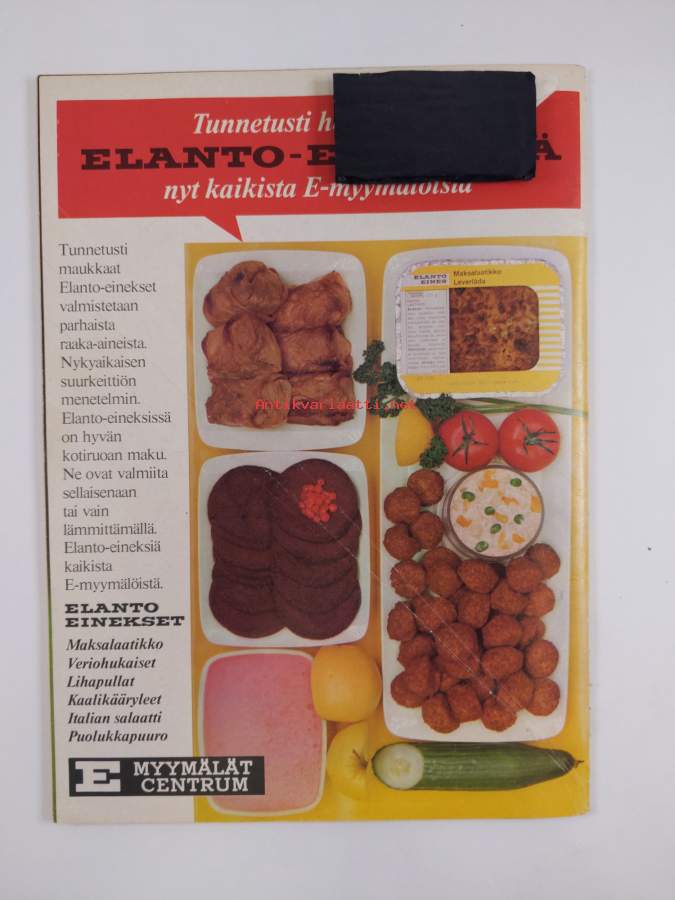 Tunnetusti
ELANTO-
nyt kaikista E-myymälöistä
Tunnetusti
maukkaat
Elanto-einekset
valmistetaan
parhaista
raaka-aineista.
Nykyaikaisen
suurkeittiön
menetelmin.
Elanto-eineksissä
on hyvän
kotiruoan maku.
Ne ovat valmiita
sellaisenaan
tai vain
lämmittämällä.
Elanto-eineksiä
kaikista
E-myymälöistä.
ELANTO
EINEKSET
Maksalaatikko
Veriohukaiset
Lihapullat
Kaalikääryleet
Italian salaatti
Puolukkapuuro
E MYYMÄLÄT
CENTRUM
ELANTO
EINES
Maksalaatikko
Leverlåda
Antikvariaatti.net